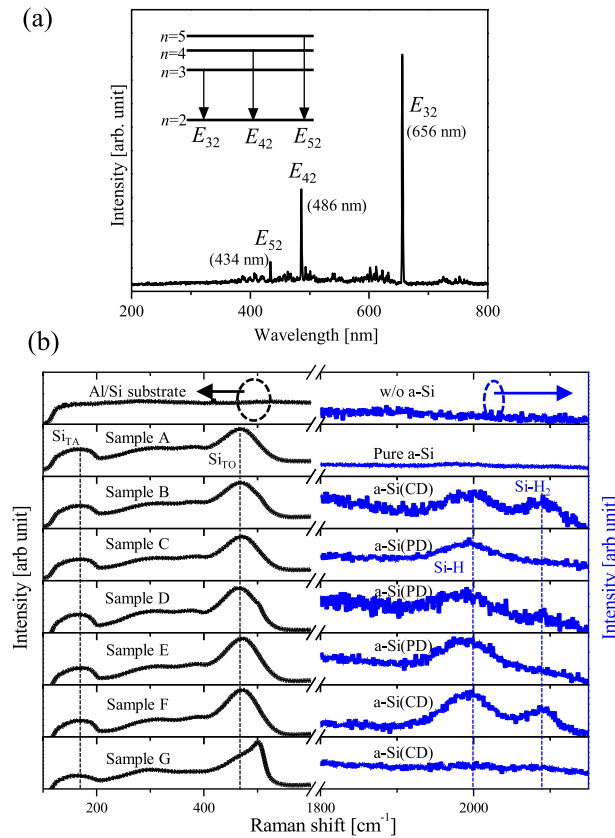 (a)
n=5
n=4
n=3
n=2
E32
E42
E52
E32
(656 nm)
E42
(486 nm)
E52
(434 nm)
Intensity [arb. unit]
200 400 600 800
Wavelength [nm]
(b)
Al/Si substrate
w/o a-Si
SiTA
Sample A
SiTO
Pure a-Si
Sample B
a-Si(CD)
Si-H2
Sample C
a-Si(PD)
Si-H
Sample D
a-Si(PD)
Sample E
a-Si(PD)
Sample F
a-Si(CD)
Sample G
a-Si(CD)
Intensity [arb unit]
Intensity [arb unit]
200 400 1800 2000
Raman shift [cm-1]